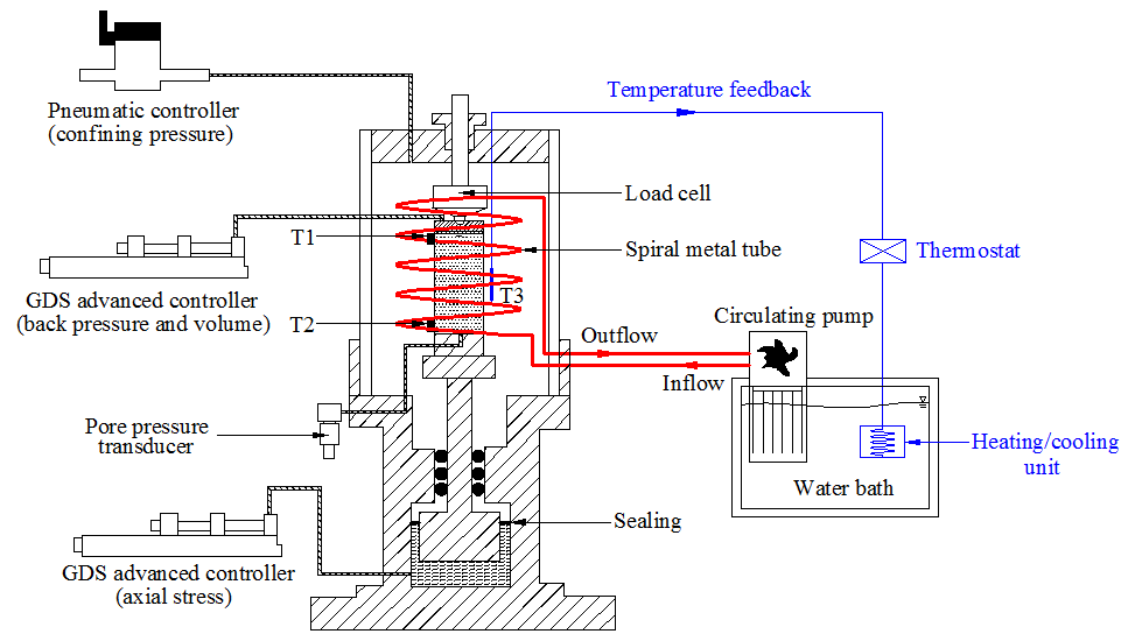 Pneumatic controller
(confining pressure)
Temperature feedback
Load cell
T1
Spiral metal tube
Thermostat
GDS advanced controller
(back pressure and volume)
T3
T2
Circulating pump
Outflow
Inflow
Pore pressure
transducer
Heating/cooling
unit
Water bath
Sealing
GDS advanced controller
(axial stress)